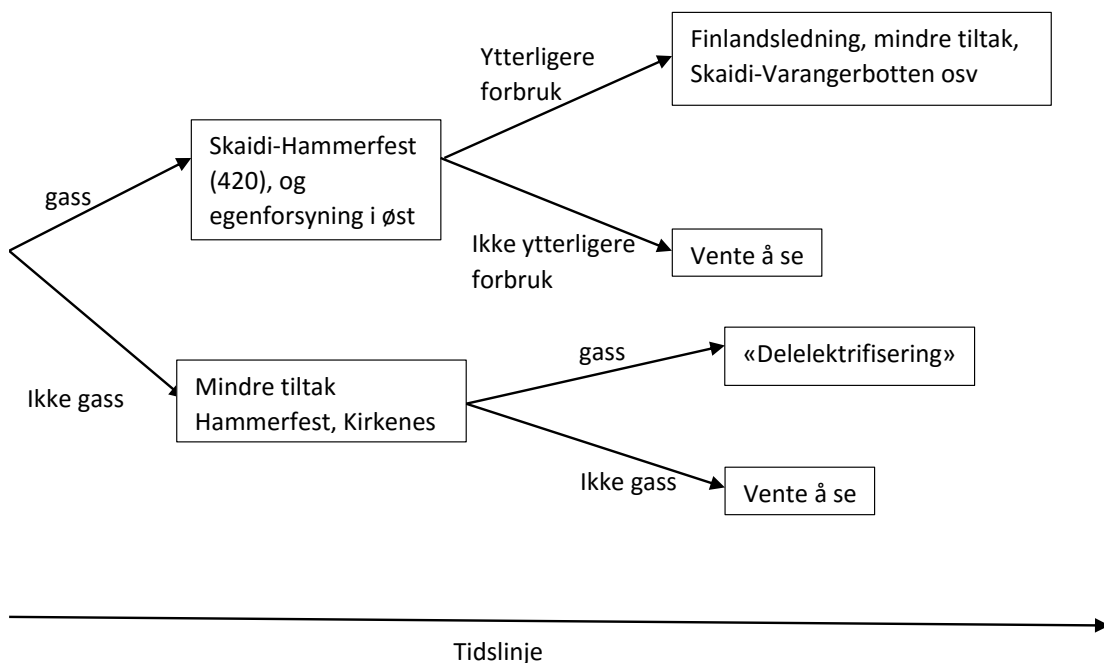 Finlandsledning, mindre tiltak,
Skaidi-Varangerbotten osv
Ytterligere
forbruk
Skaidi-Hammerfest
(420), og
egenforsyning i øst
gass
Ikke ytterligere
forbruk
Vente å se
gass
«Delelektrifisering»
Ikke gass
Mindre tiltak
Hammerfest, Kirkenes
Ikke gass
Vente å se
Tidslinje